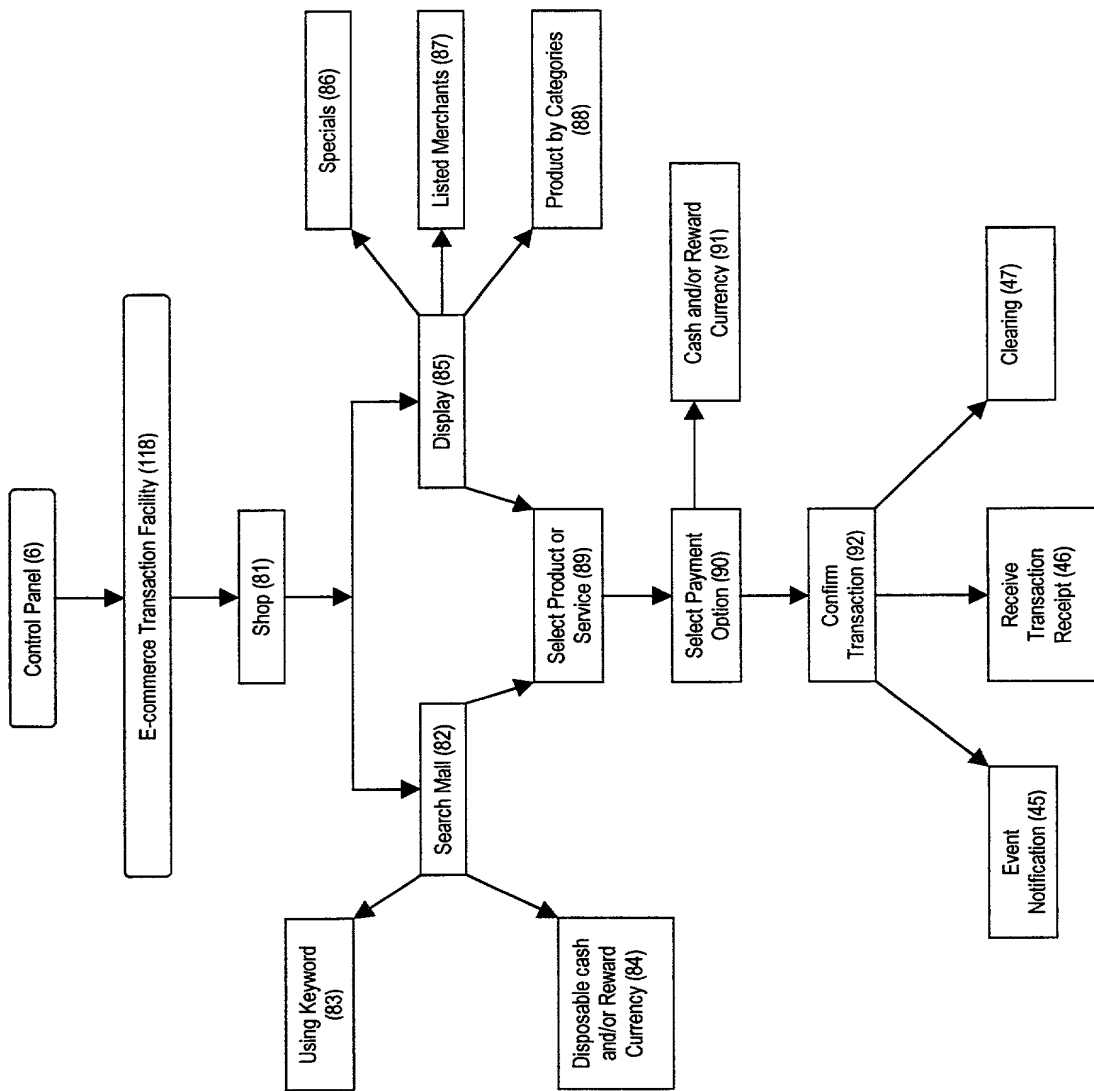 Control Panel (6)
E-commerce Transaction Facility (118)
Shop (81)
Search Mall (82)
Display (85)
Using Keyword
(83)
Disposable cash
and/or Reward
Currency (84)
Specials (86)
Listed Merchants (87)
Product by Categories
(88)
Select Product or
Service (89)
Select Payment
Option (90)
Cash and/or Reward
Currency (91)
Confirm
Transaction (92)
Event
Notification (45)
Receive
Transaction
Receipt (46)
Clearing (47)